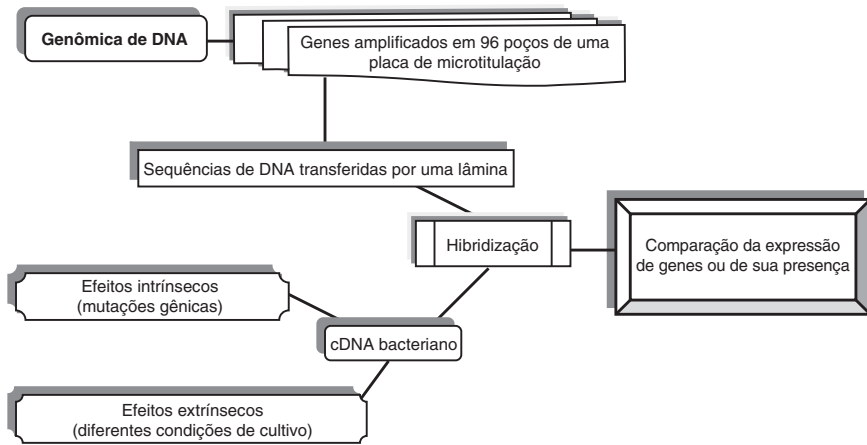 Genômica de DNA
Genes amplificados em 96 poços de uma
placa de microtitulação
Sequências de DNA transferidas por uma lâmina
Hibridização
Comparação da expressão
de genes ou de sua presença
Efeitos intrínsecos
(mutações gênicas)
cDNA bacteriano
Efeitos extrínsecos
(diferentes condições de cultivo)